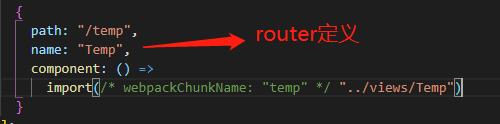 {
path: "/temp",
name: "Temp",
router定义
component: () =>
import(/* webpackChunkName: "temp" */ "../views/Temp")
}
];